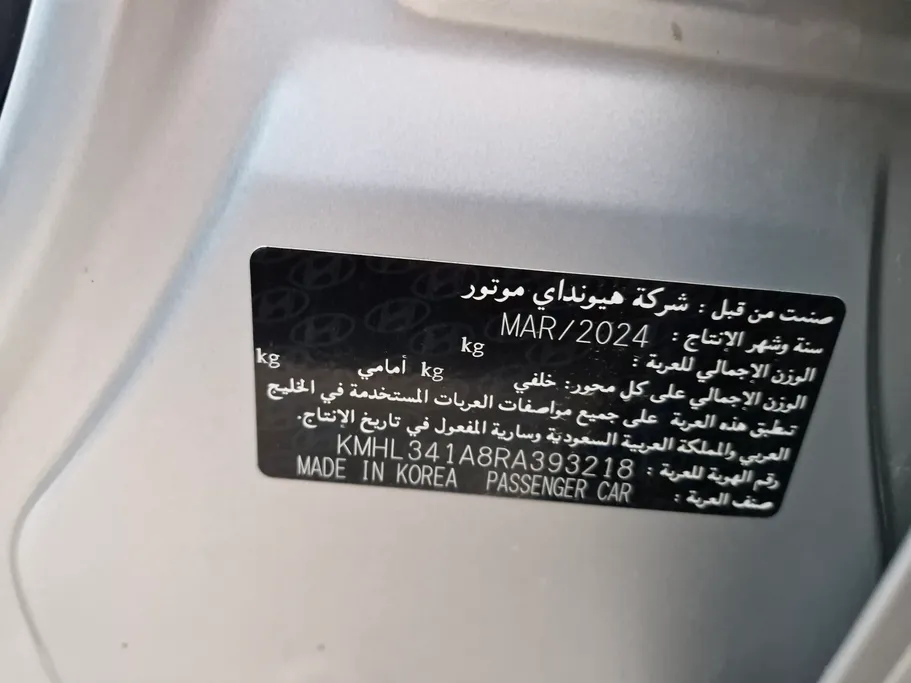 صنعت من قبل : شركة هيونداي موتور
سنة وشهر الإنتاج : MAR/2024
الوزن الإجمالي للعربة : kg
الوزن الإجمالي على كل محور: خلفي kg أمامي kg
تطبق هذه العربة على جميع مواصفات العربات المستخدمة في الخليج
العربي والمملكة العربية السعودية وسارية المفعول في تاريخ الإنتاج.
رقم الهوية للعربة : KMHL341A8RA393218
صنف العربة : PASSENGER CAR MADE IN KOREA